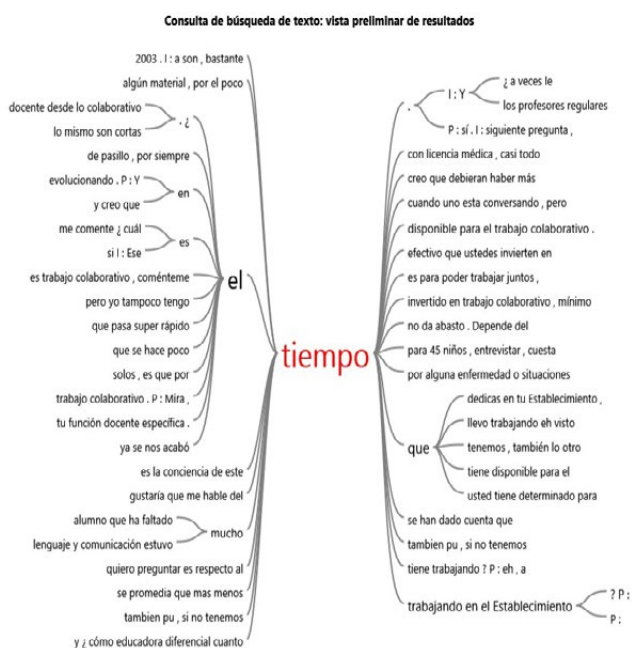 Consulta de búsqueda de texto: vista preliminar de resultados
2003 . I : a son , bastante
algún material , por el poco
docente desde lo colaborativo
lo mismo son cortas
. ¿
de pasillo , por siempre
evolucionando . P : Y
y creo que
en
me comente ¿ cuál
si I : Ese
es
es trabajo colaborativo , coménteme
pero yo tampoco tengo
que pasa super rápido
que se hace poco
solos , es que por
trabajo colaborativo . P : Mira ,
tu función docente específica .
ya se nos acabó
el
es la conciencia de este
gustaría que me hable del
alumno que ha faltado
lenguaje y comunicación estuvo
mucho
quiero preguntar es respecto al
se promedia que mas menos
tambien pu , si no tenemos
y ¿ cómo educadora diferencial cuanto
tiempo
.
I : Y
¿ a veces le
los profesores regulares
P : sí . I : siguiente pregunta ,
con licencia médica , casi todo
creo que debieran haber más
cuando uno esta conversando , pero
disponible para el trabajo colaborativo .
efectivo que ustedes invierten en
es para poder trabajar juntos ,
invertido en trabajo colaborativo , mínimo
no da abasto . Depende del
para 45 niños , entrevistar , cuesta
por alguna enfermedad o situaciones
que
dedicas en tu Establecimiento ,
llevo trabajando eh visto
tenemos , también lo otro
tiene disponible para el
usted tiene determinado para
se han dado cuenta que
tambien pu , si no tenemos
tiene trabajando ? P : eh , a
trabajando en el Establecimiento
? P :
P :